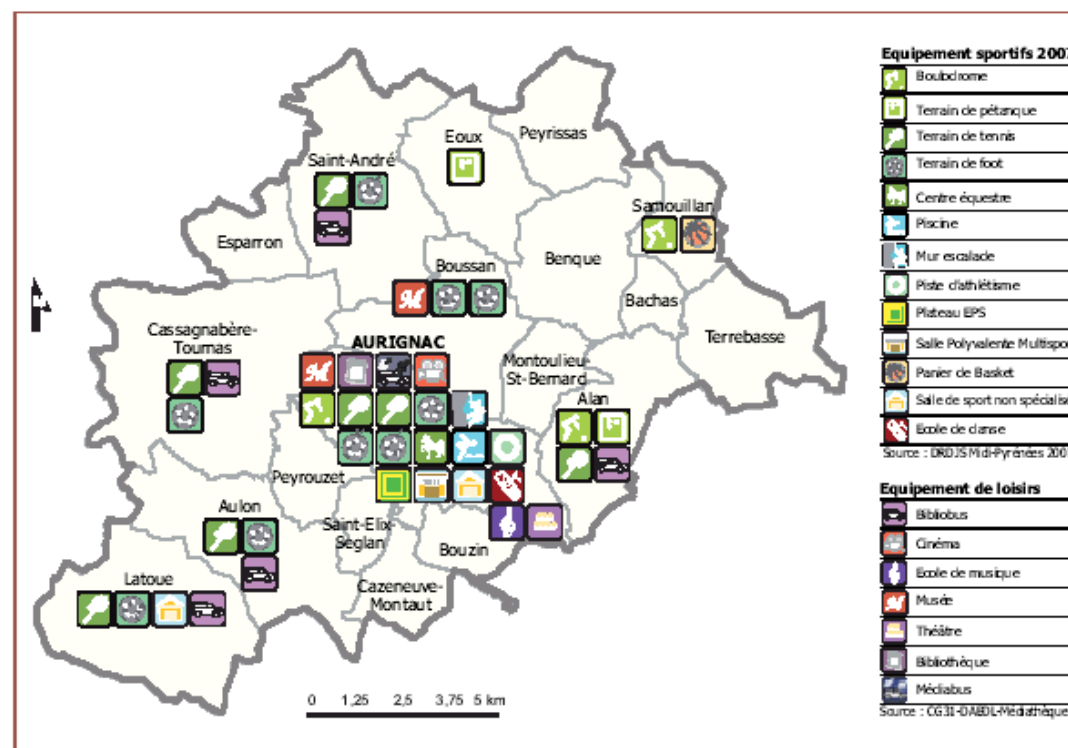 Eoux
Peyrissas
Saint-André
Samouillan
Esparron
Boussan
Benque
Bachas
Cassagnabère-
Tournas
Terrebasse
AURIGNAC
Montoulieu-
St-Bernard
Alan
Peyrouzet
Aulon
Saint-Elix-
Séglan
Bouzin
Latoue
Cazeneuve-
Montaut
0 1,25 2,5 3,75 5 km
Equipement sportifs 2007
Boulodrome
Terrain de pétanque
Terrain de tennis
Terrain de foot
Centre équestre
Piscine
Mur escalade
Piste d'athlétisme
Plateau EPS
Salle Polyvalente Multispor
Panier de Basket
Salle de sport non spécialisé
Ecole de danse
Source : DRDJS Midi-Pyrénées 2007
Equipement de loisirs
Bibliobus
Cinéma
Ecole de musique
Musée
Théâtre
Bibliothèque
Médiabus
Source : CG31-DABDL-Médiathèque